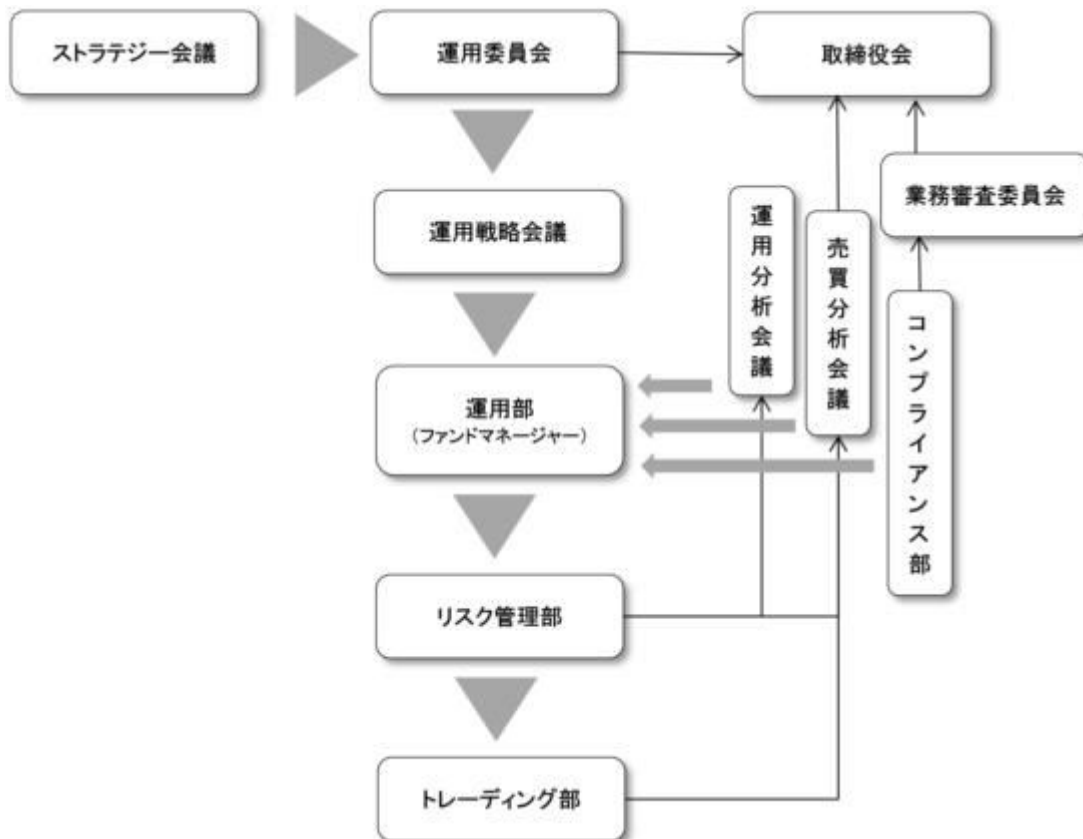 ストラテジー会議
運用委員会
取締役会
業務審査委員会
運用戦略会議
運用分析会議
売買分析会議
コンプライアンス部
運用部
(ファンドマネージャー)
リスク管理部
トレーディング部